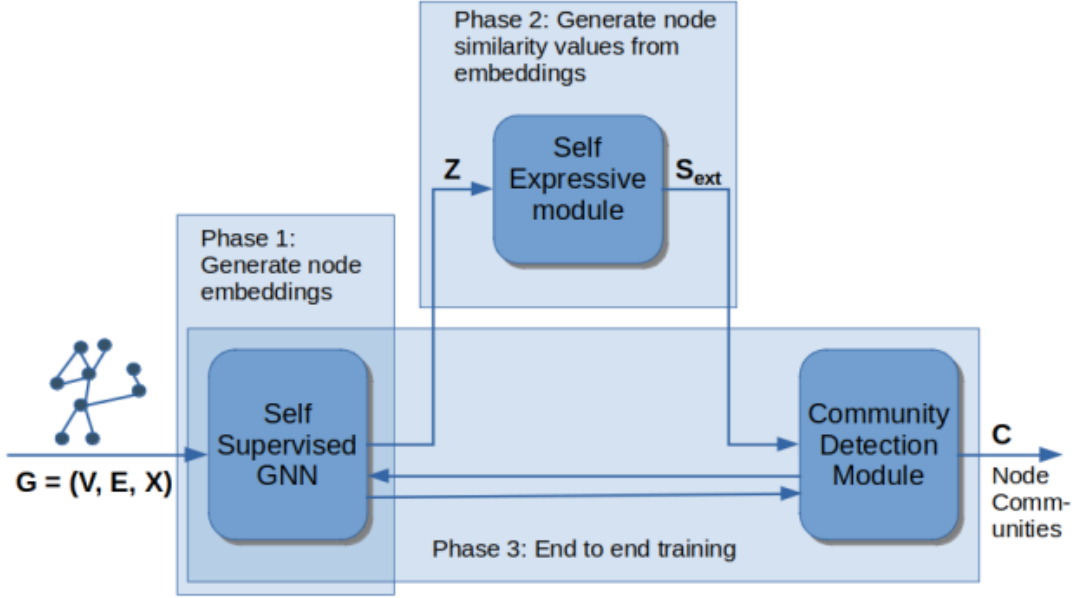 Phase 2: Generate node
similarity values from
embeddings
Self
Expressive
module
Z
S_ext
Phase 1:
Generate node
embeddings
Self
Supervised
GNN
G = (V, E, X)
Community
Detection
Module
C
Node
Comm-
unities
Phase 3: End to end training